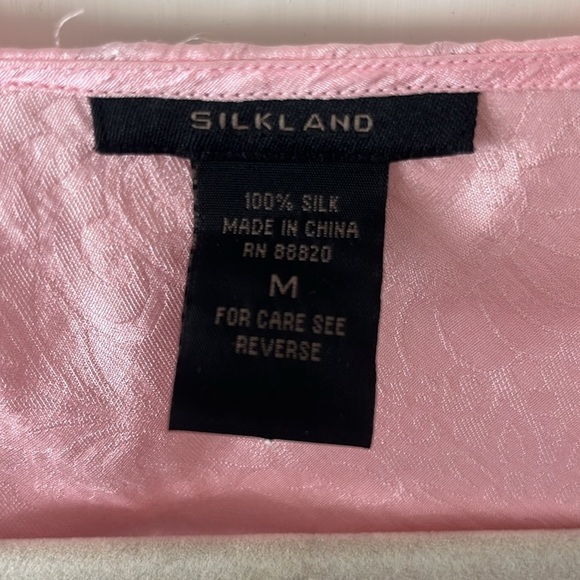 SILKLAND
100% SILK
MADE IN CHINA
RN 88820
M
FOR CARE SEE
REVERSE